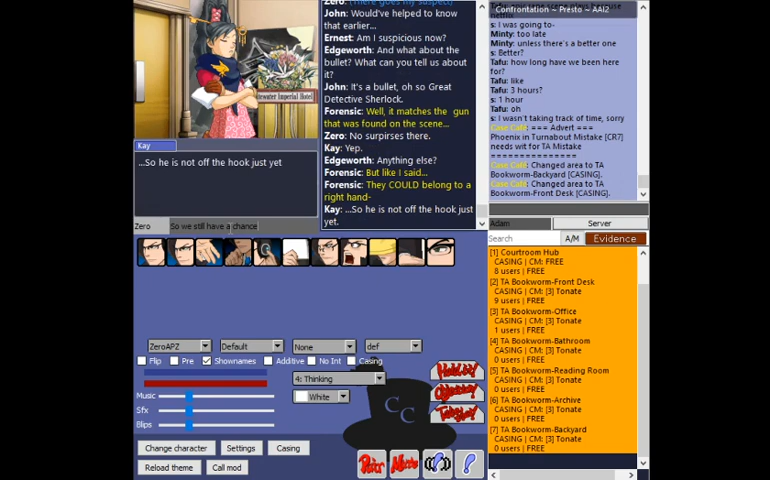 Zero: (There goes my suspect)
John: Would've helped to know
that earlier...
Ernest: Am I suspicious now?
Edgeworth: And what about the
bullet? What can you tell us about
it?
John: It's a bullet, oh so Great
Detective Sherlock.
Forensic: Well, it matches the gun
that was found on the scene...
Zero: No surpirses there.
Kay: Yep.
Edgeworth: Anything else?
Forensic: But like I said...
Forensic: They COULD belong to a
right hand-
Kay: ...So he is not off the hook just
yet.
Kay
...So he is not off the hook just yet
Zero
So we still have a chance
Confrontation ~ Presto ~ AAI2
s: I was going to-
Minty: too late
Minty: unless there's a better one
s: Better?
Tafu: how long have we been here
for?
Tafu: like
Minty: 3 hours?
s: 1 hour
Tafu: oh
s: I wasn't taking track of time, sorry
Case Café: === Advert ===
Phoenix in Turnabout Mistake [CR7]
needs wit for TA Mistake
===============
Case Café: Changed area to TA
Bookworm-Backyard [CASING].
Case Café: Changed area to TA
Bookworm-Front Desk [CASING].
Adam
Server
Search
A/M
Evidence
[1] Courtroom Hub
CASING | CM: FREE
8 users | FREE
[2] TA Bookworm-Front Desk
CASING | CM: [3] Tonate
9 users | FREE
[3] TA Bookworm-Office
CASING | CM: [3] Tonate
1 users | FREE
[4] TA Bookworm-Bathroom
CASING | CM: [3] Tonate
0 users | FREE
[5] TA Bookworm-Reading Room
CASING | CM: [3] Tonate
0 users | FREE
[6] TA Bookworm-Archive
CASING | CM: [3] Tonate
0 users | FREE
[7] TA Bookworm-Backyard
CASING | CM: [3] Tonate
0 users | FREE
ZeroAPZ
Default
None
def
Flip
Pre
Shownames
Additive
No Int
Casing
4: Thinking
White
Music
Sfx
Blips
Hold it!
Objection!
Take that!
CC
Change character
Settings
Casing
Reload theme
Call mod
Pair
Mute